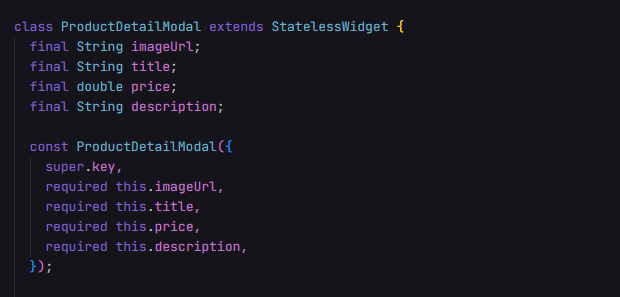 class ProductDetailModal extends StatelessWidget {
  final String imageUrl;
  final String title;
  final double price;
  final String description;

  const ProductDetailModal({
    super.key,
    required this.imageUrl,
    required this.title,
    required this.price,
    required this.description,
  });